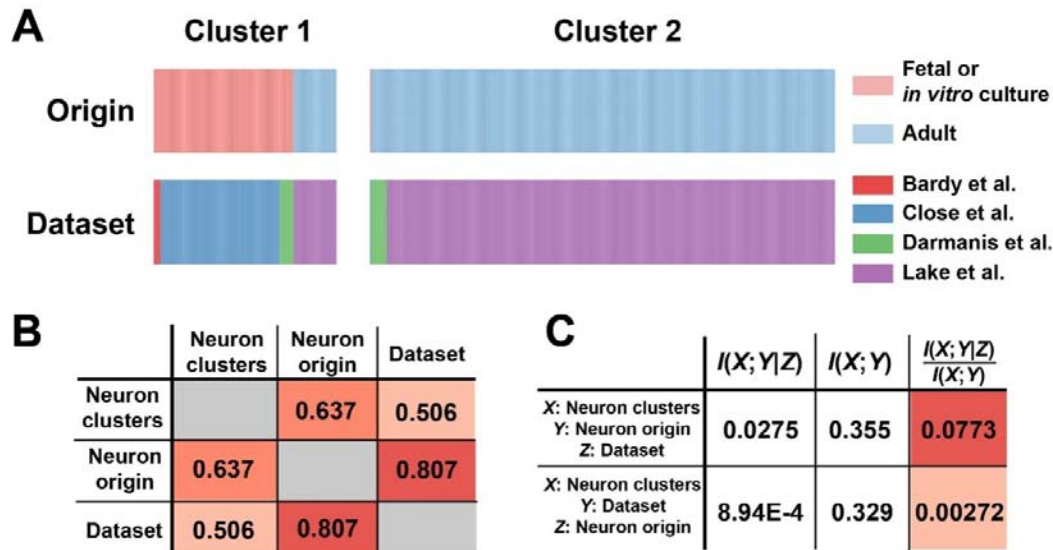 A
Cluster 1
Cluster 2
Origin
Fetal or
in vitro culture
Adult
Dataset
Bardy et al.
Close et al.
Darmanis et al.
Lake et al.
B
Neuron
clusters
Neuron
origin
Dataset
Neuron
clusters
0.637
0.506
Neuron
origin
0.637
0.807
Dataset
0.506
0.807
C
I(X;Y|Z)
I(X;Y)
I(X;Y|Z)
I(X;Y)
X: Neuron clusters
Y: Neuron origin
Z: Dataset
0.0275
0.355
0.0773
X: Neuron clusters
Y: Dataset
Z: Neuron origin
8.94E-4
0.329
0.00272